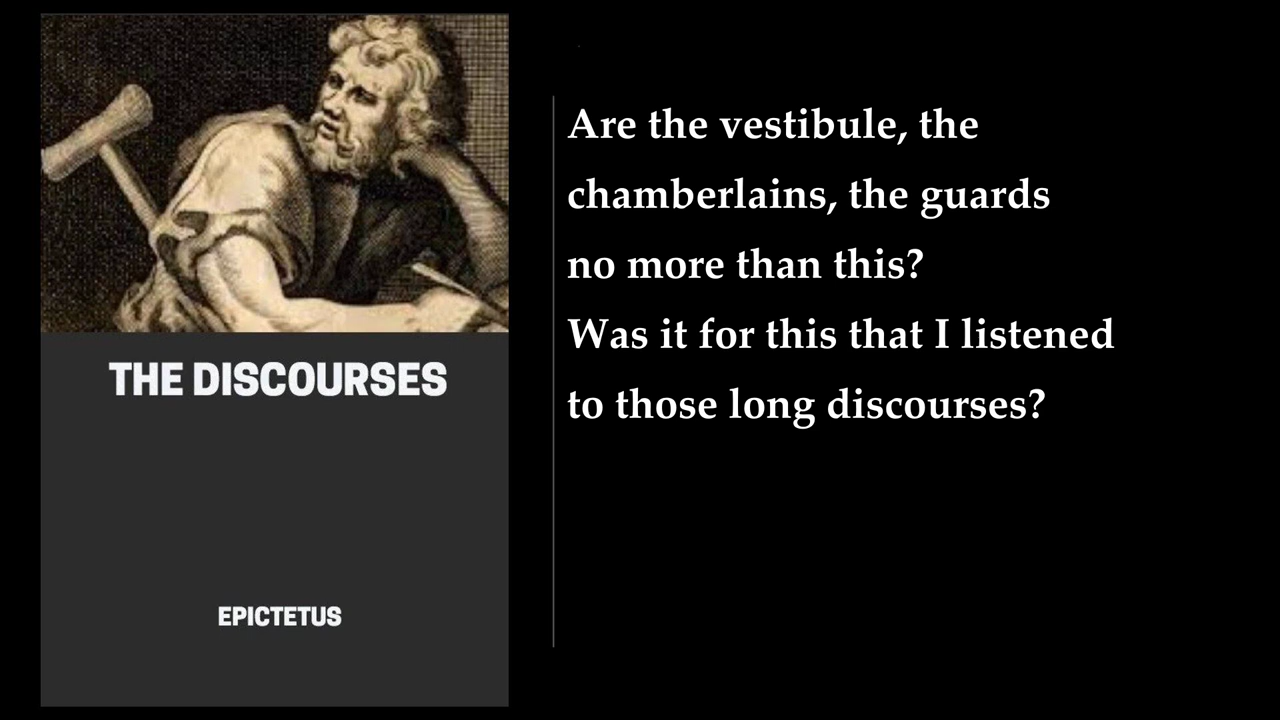 THE DISCOURSES
EPICTETUS
Are the vestibule, the
chamberlains, the guards
no more than this?
Was it for this that I listened
to those long discourses?